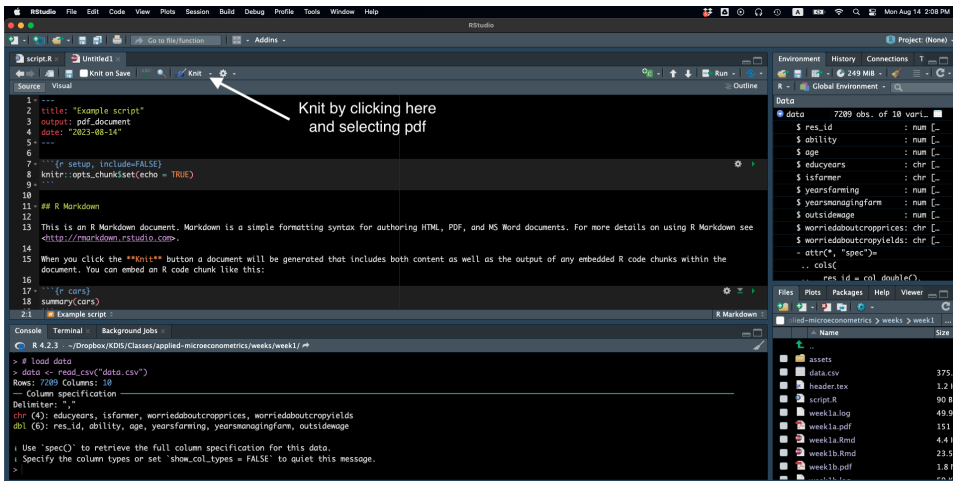 RStudio File Edit Code View Plots Session Build Debug Profile Tools Window Help Mon Aug 14 2:08 PM
RStudio
Go to file/function Addins Project: (None)
script.R Untitled1
Knit on Save Knit Run
Source Visual Outline
1 ---
2 title: "Example script"
3 output: pdf_document
4 date: "2023-08-14"
5 ---
6
7 ```{r setup, include=FALSE}
8 knitr::opts_chunk$set(echo = TRUE)
9 ```
10
11 ## R Markdown
12
13 This is an R Markdown document. Markdown is a simple formatting syntax for authoring HTML, PDF, and MS Word documents. For more details on using R Markdown see
<http://rmarkdown.rstudio.com>.
14
15 When you click the **Knit** button a document will be generated that includes both content as well as the output of any embedded R code chunks within the
document. You can embed an R code chunk like this:
16
17 ```{r cars}
18 summary(cars)
2:1 Example script R Markdown
Knit by clicking here
and selecting pdf
Console Terminal Background Jobs
R 4.2.3 · ~/Dropbox/KDIS/Classes/applied-microeconometrics/weeks/week1/
> # load data
> data <- read_csv("data.csv")
Rows: 7209 Columns: 10
── Column specification
Delimiter: ","
chr (4): educyears, isfarmer, worriedaboutcropprices, worriedaboutcropyields
dbl (6): res_id, ability, age, yearsfarming, yearsmanagingfarm, outsidewage
ℹ Use `spec()` to retrieve the full column specification for this data.
ℹ Specify the column types or set `show_col_types = FALSE` to quiet this message.
>
Environment History Connections T
249 MiB
R Global Environment
Data
data 7209 obs. of 10 vari…
$ res_id : num [_
$ ability : num [_
$ age : num [_
$ educyears : chr [_
$ isfarmer : chr [_
$ yearsfarming : num [_
$ yearsmanagingfarm : num [_
$ outsidewage : num [_
$ worriedaboutcropprices: chr [_
$ worriedaboutcropyields: chr [_
- attr(*, "spec")=
.. cols(
.. res_id = col_double(),
Files Plots Packages Help Viewer
plied-microeconometrics > weeks > week1 ...
Name Size
..
assets
data.csv 375.
header.tex 1.2
script.R 90 B
week1a.log 49.9
week1a.pdf 151
week1a.Rmd 4.4
week1b.Rmd 23.5
week1b.pdf 1.8
week1b.log